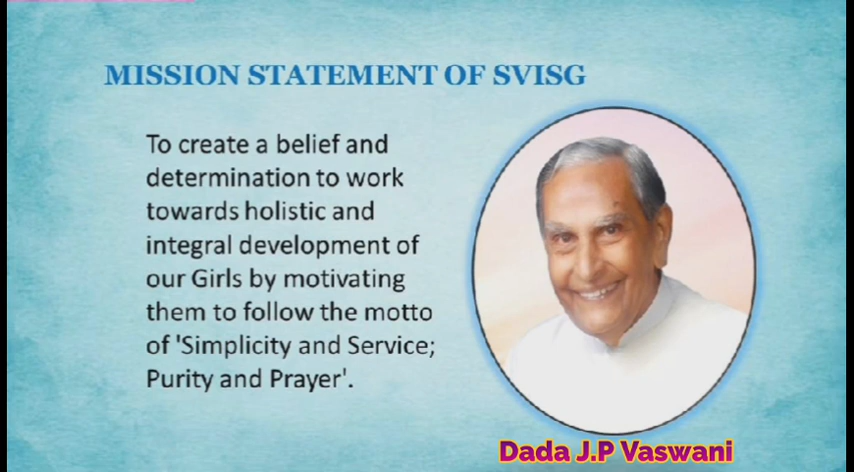 MISSION STATEMENT OF SVISG
To create a belief and
determination to work
towards holistic and
integral development of
our Girls by motivating
them to follow the motto
of 'Simplicity and Service;
Purity and Prayer'.
Dada J.P Vaswani